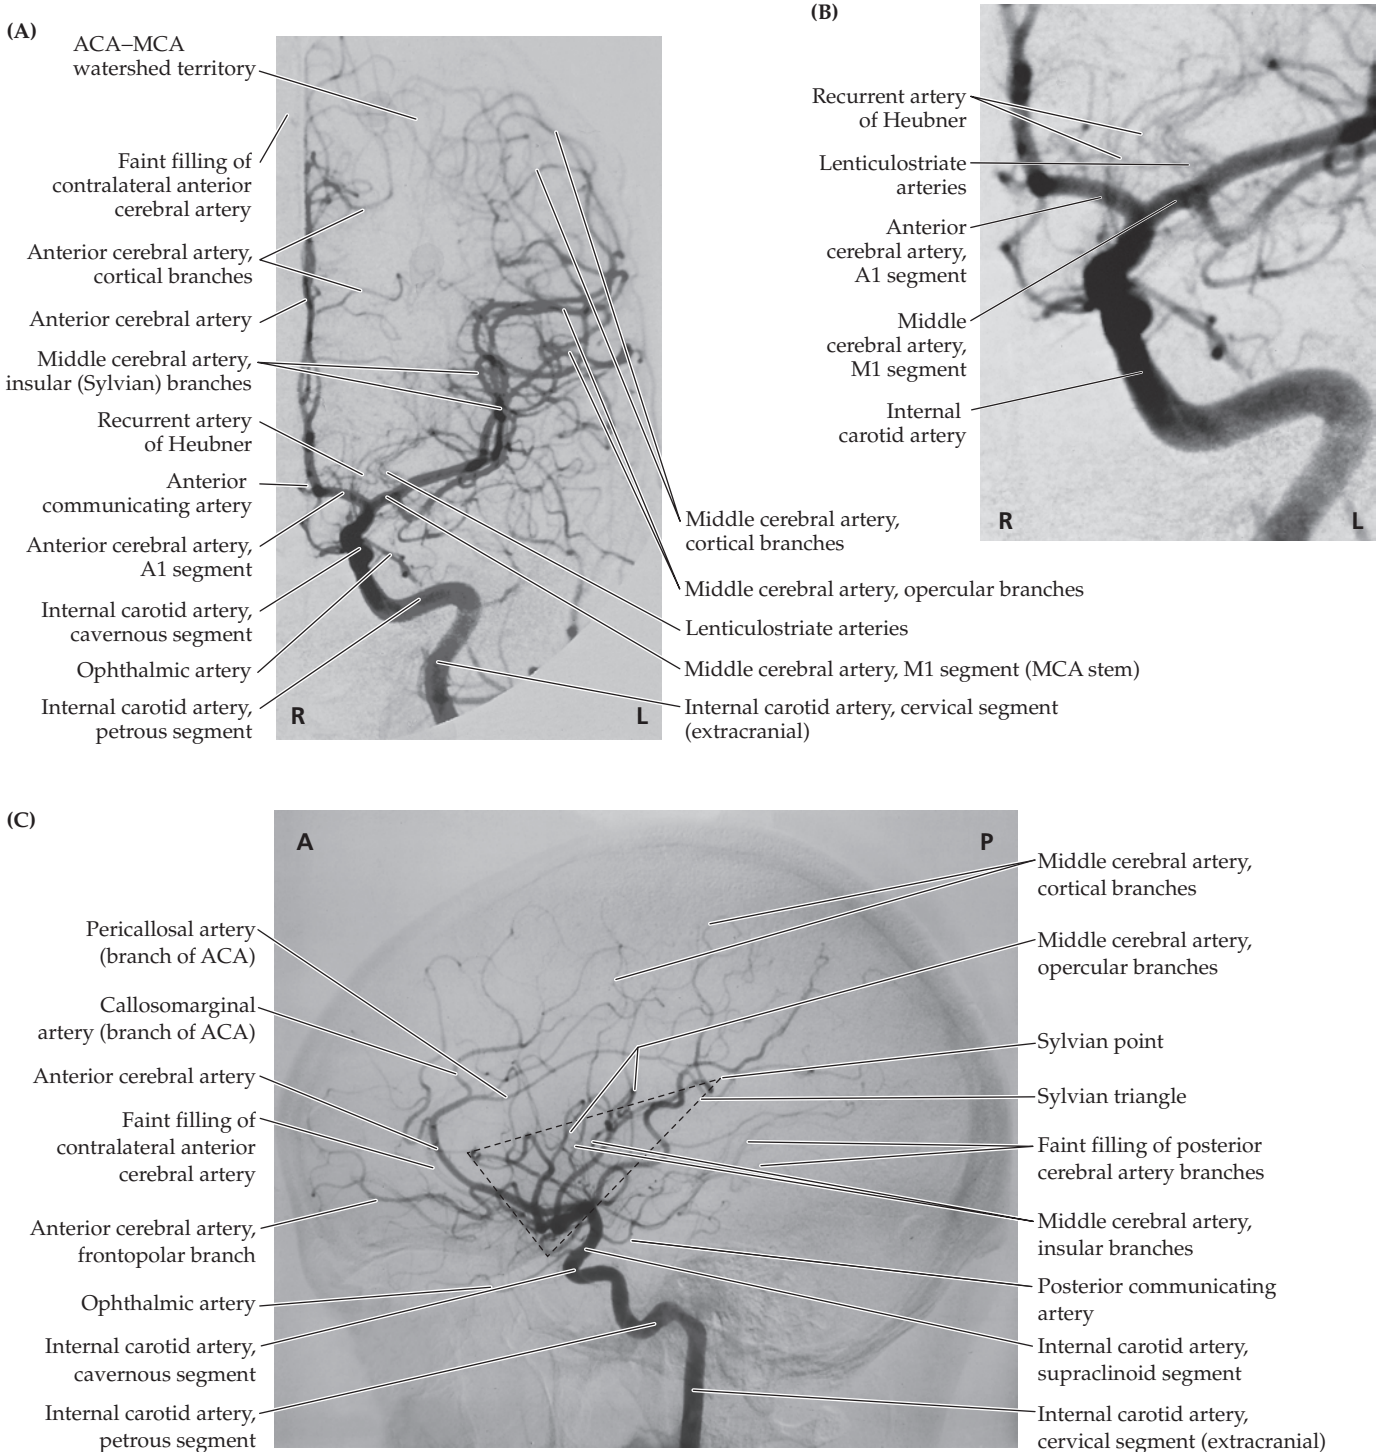 (A)
ACA–MCA
watershed territory
Faint filling of
contralateral anterior
cerebral artery
Anterior cerebral artery,
cortical branches
Anterior cerebral artery
Middle cerebral artery,
insular (Sylvian) branches
Recurrent artery
of Heubner
Anterior
communicating artery
Anterior cerebral artery,
A1 segment
Internal carotid artery,
cavernous segment
Ophthalmic artery
Internal carotid artery,
petrous segment
R
L
Middle cerebral artery,
cortical branches
Middle cerebral artery, opercular branches
Lenticulostriate arteries
Middle cerebral artery, M1 segment (MCA stem)
Internal carotid artery, cervical segment
(extracranial)
(B)
Recurrent artery
of Heubner
Lenticulostriate
arteries
Anterior
cerebral artery,
A1 segment
Middle
cerebral artery,
M1 segment
Internal
carotid artery
R
L
(C)
A
P
Pericallosal artery
(branch of ACA)
Callosomarginal
artery (branch of ACA)
Anterior cerebral artery
Faint filling of
contralateral anterior
cerebral artery
Anterior cerebral artery,
frontopolar branch
Ophthalmic artery
Internal carotid artery,
cavernous segment
Internal carotid artery,
petrous segment
Middle cerebral artery,
cortical branches
Middle cerebral artery,
opercular branches
Sylvian point
Sylvian triangle
Faint filling of posterior
cerebral artery branches
Middle cerebral artery,
insular branches
Posterior communicating
artery
Internal carotid artery,
supraclinoid segment
Internal carotid artery,
cervical segment (extracranial)